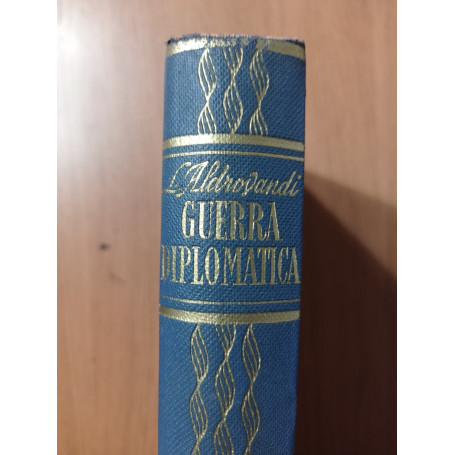 L. Aldrovandi
GUERRA
DIPLOMATICA